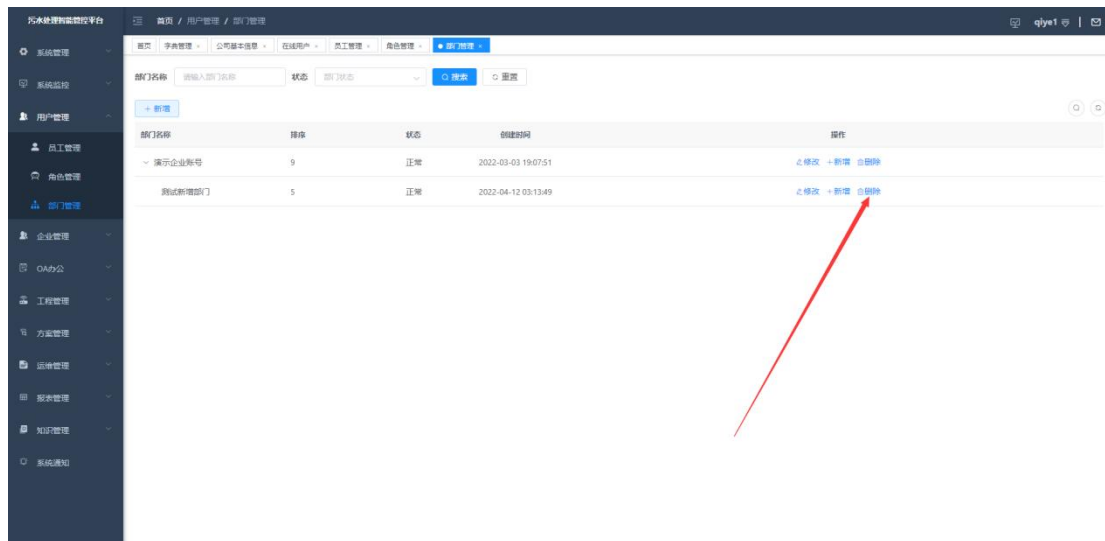 污水处理智能管控平台
首页 / 用户管理 / 部门管理
qiye1
系统管理
系统监控
用户管理
员工管理
角色管理
部门管理
企业管理
OA办公
工程管理
方案管理
运维管理
报表管理
知识管理
系统通知
首页 字典管理 × 公司基本信息 × 在线用户 × 员工管理 × 角色管理 × 部门管理 ×
部门名称 请输入部门名称 状态 部门状态 搜索 重置
+ 新增
部门名称 排序 状态 创建时间 操作
演示企业账号 9 正常 2022-03-03 19:07:51 修改 +新增 删除
测试新增部门 5 正常 2022-04-12 03:13:49 修改 +新增 删除